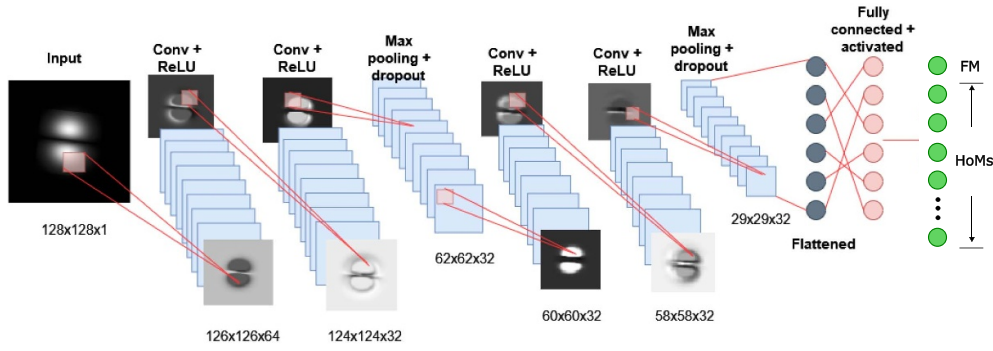 Input
128x128x1
Conv +
ReLU
126x126x64
Conv +
ReLU
124x124x32
Max
pooling +
dropout
62x62x32
Conv +
ReLU
60x60x32
Conv +
ReLU
58x58x32
Max
pooling +
dropout
29x29x32
Flattened
Fully
connected +
activated
FM
HoMs